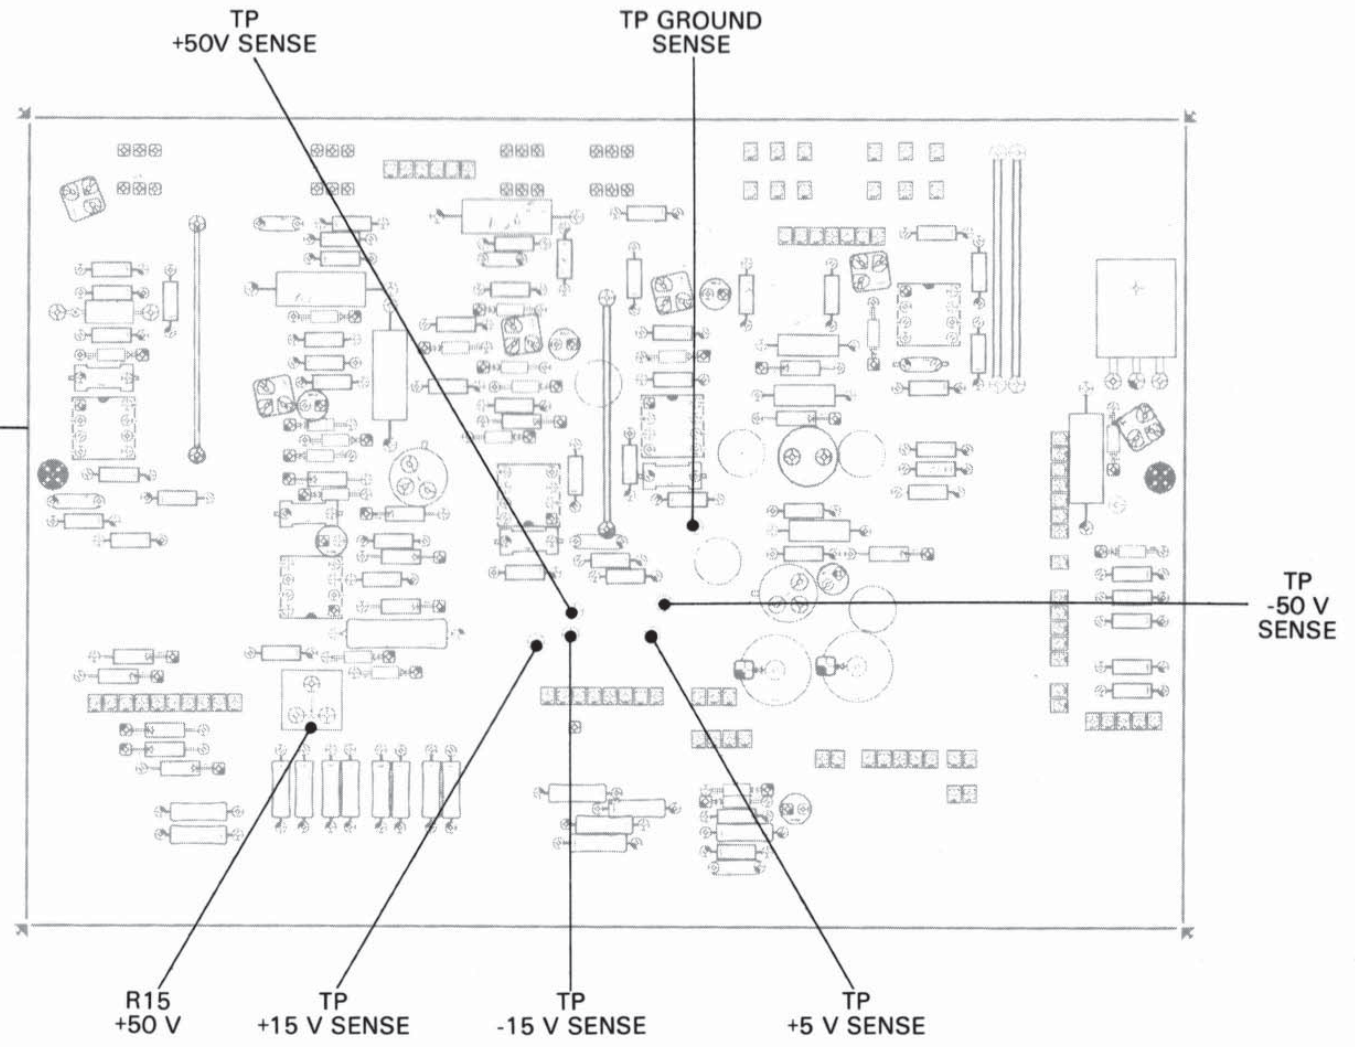 TP
+50V SENSE
TP GROUND
SENSE
TP
-50 V
SENSE
R15
+50 V
TP
+15 V SENSE
TP
-15 V SENSE
TP
+5 V SENSE